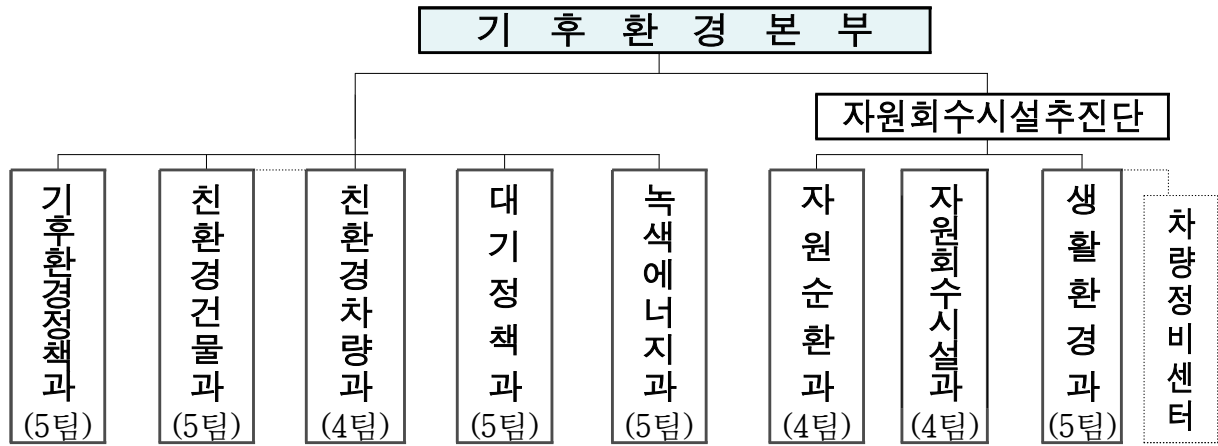 기 후 환 경 본 부
자원회수시설추진단
기후환경정책과
(5팀)
친환경건물과
(5팀)
친환경차량과
(4팀)
대기정책과
(5팀)
녹색에너지과
(5팀)
자원순환과
(4팀)
자원회수시설과
(4팀)
생활환경과
(5팀)
차량정비센터